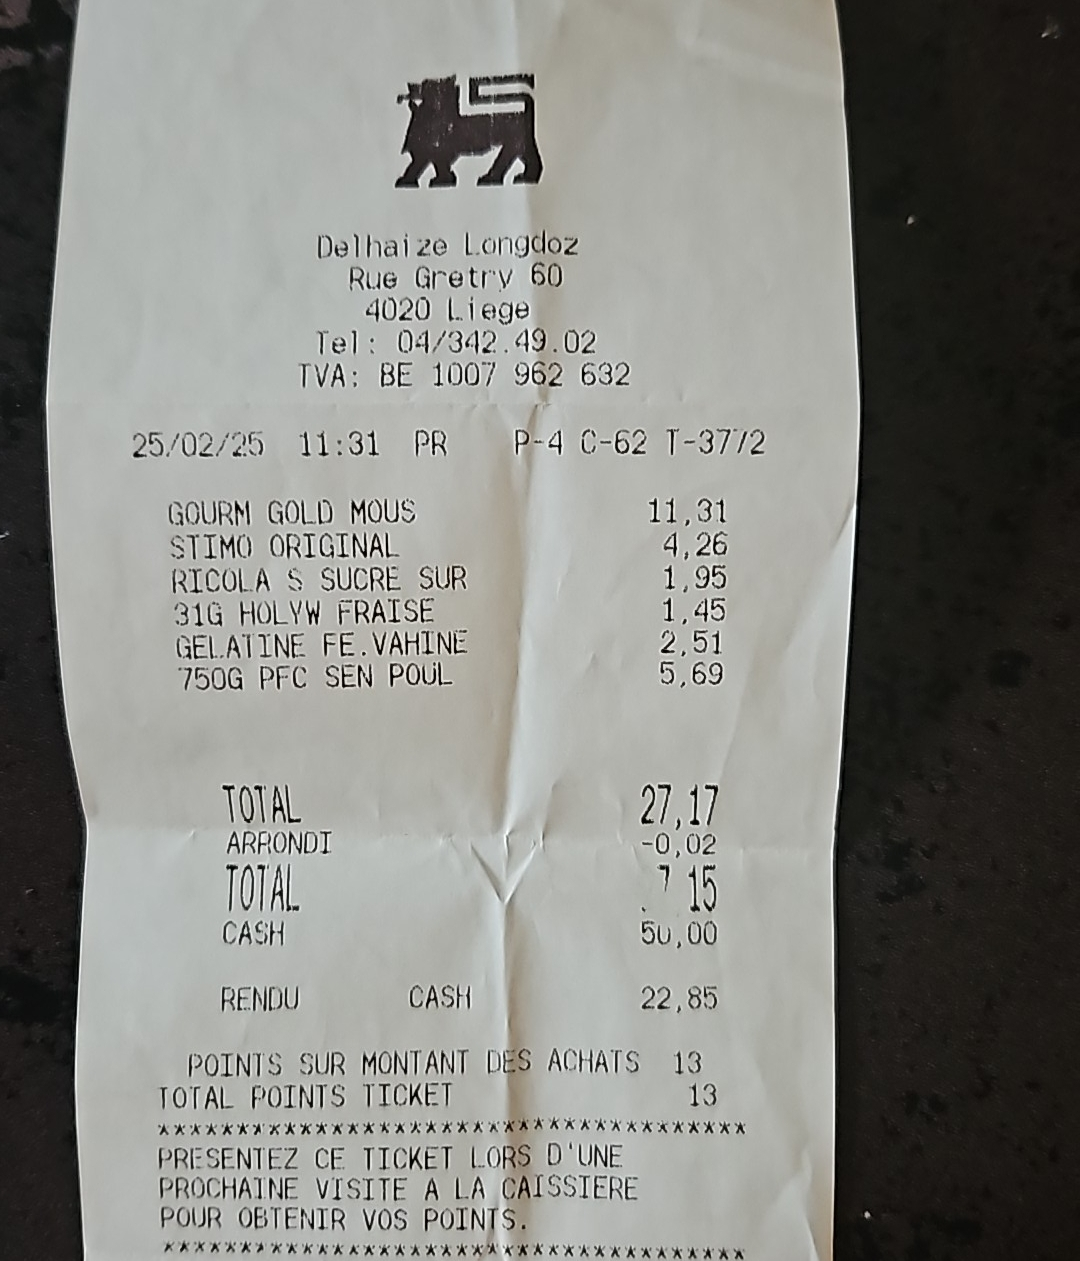 Delhaize Longdoz
Rue Gretry 60
4020 Liege
Tel: 04/342.49.02
TVA: BE 1007 962 632
25/02/25 11:31 PR P-4 C-62 T-3772
GOURM GOLD MOUS 11,31
STIMO ORIGINAL 4,26
RICOLA S SUCRE SUR 1,95
31G HOLYW FRAISE 1,45
GELATINE FE.VAHINE 2,51
750G PFC SEN POUL 5,69
TOTAL 27,17
ARRONDI -0,02
TOTAL
CASH 50,00
RENDU CASH 22,85
POINTS SUR MONTANT DES ACHATS 13
TOTAL POINTS TICKET 13
************************************
PRESENTEZ CE TICKET LORS D'UNE
PROCHAINE VISITE A LA CAISSIERE
POUR OBTENIR VOS POINTS.
************************************